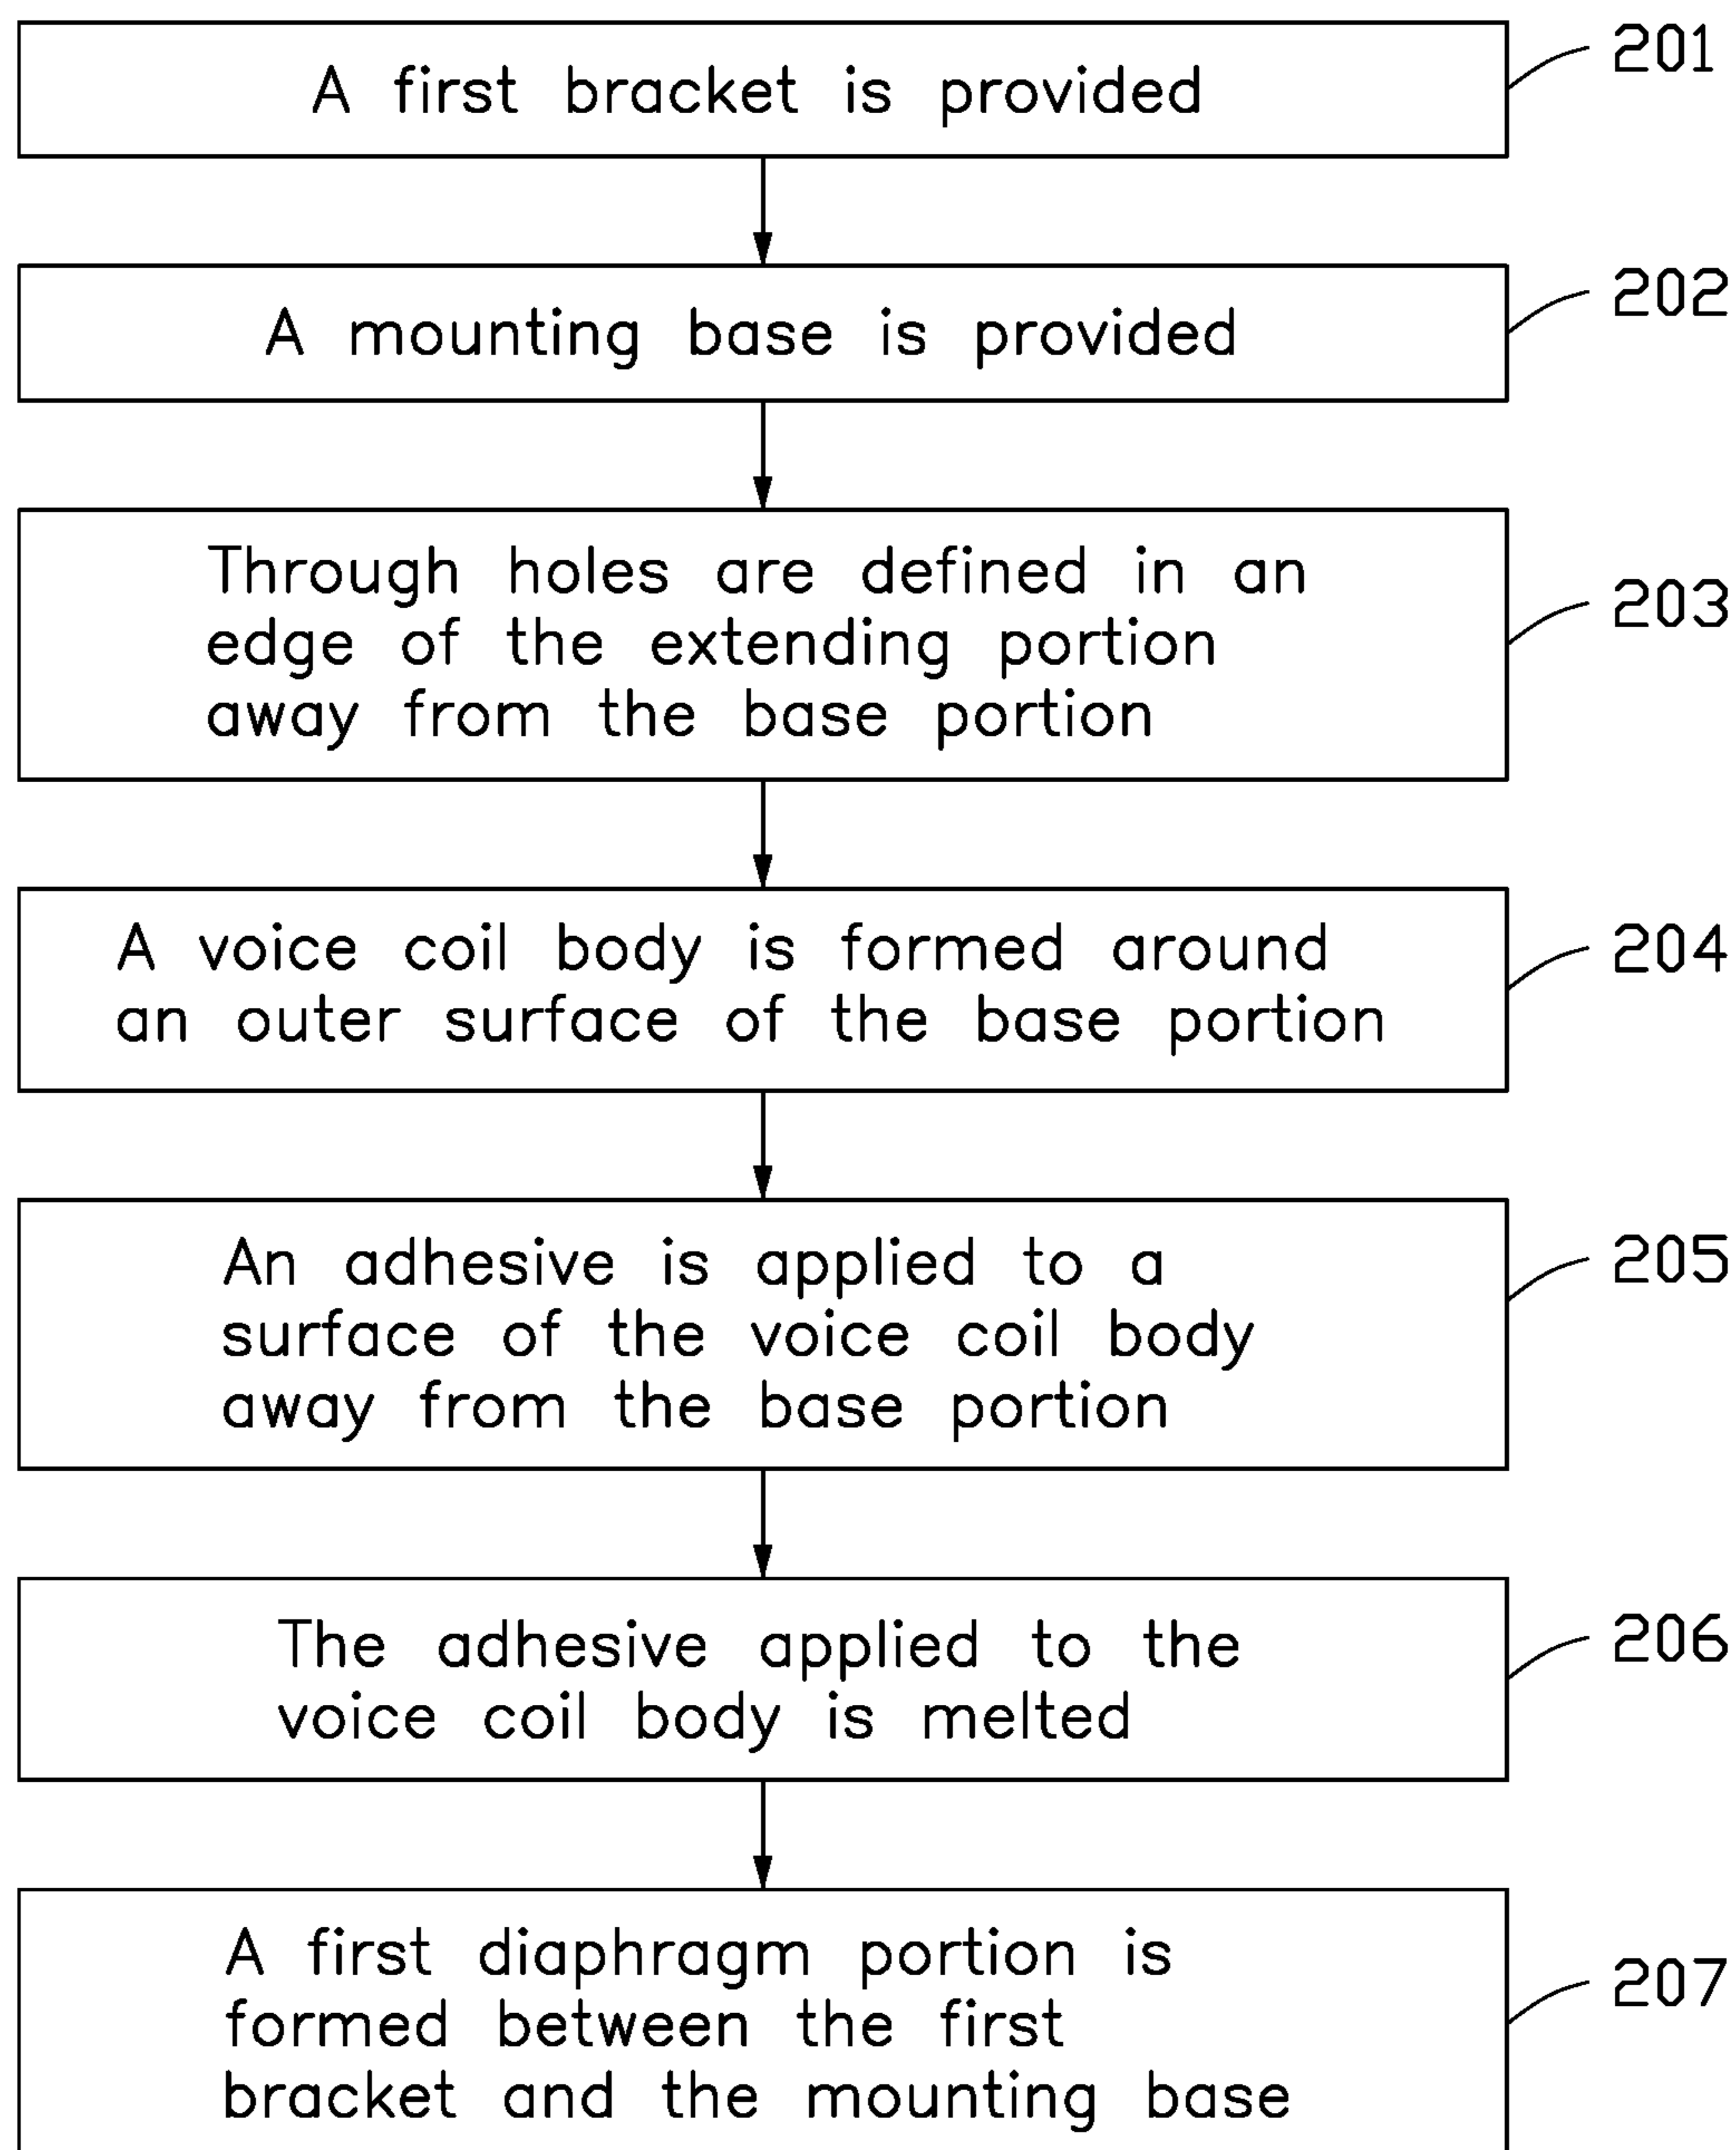 A first bracket is provided
201
A mounting base is provided
202
Through holes are defined in an
edge of the extending portion
away from the base portion
203
A voice coil body is formed around
an outer surface of the base portion
204
An adhesive is applied to a
surface of the voice coil body
away from the base portion
205
The adhesive applied to the
voice coil body is melted
206
A first diaphragm portion is
formed between the first
bracket and the mounting base
207